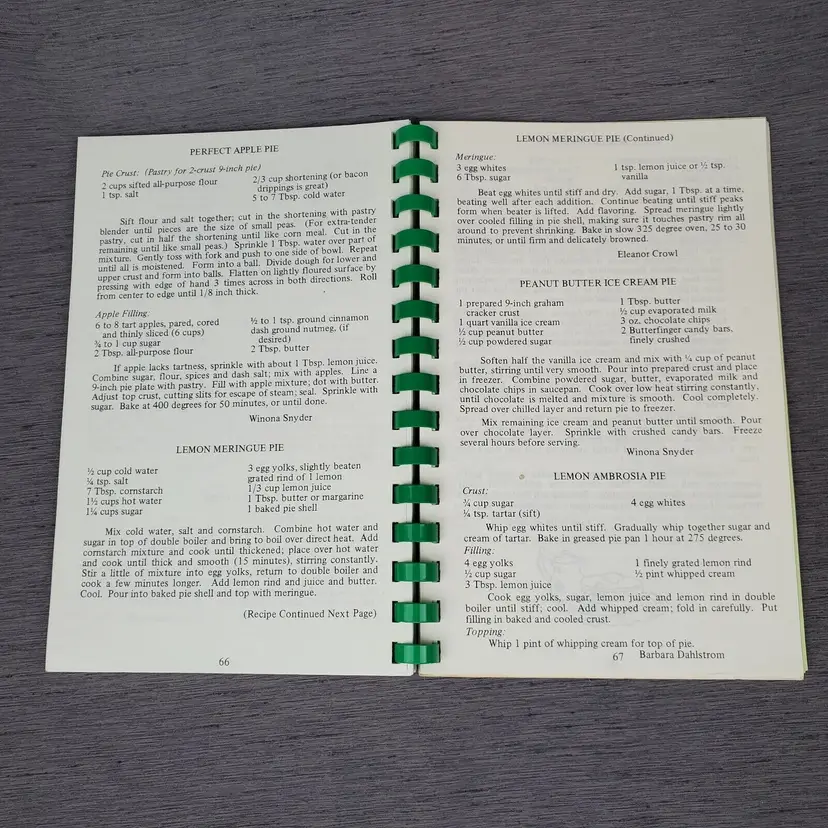 PERFECT APPLE PIE
Pie Crust: (Pastry for 2-crust 9-inch pie)
2 cups sifted all-purpose flour
1 tsp. salt
2/3 cup shortening (or bacon
drippings is great)
5 to 7 Tbsp. cold water
Sift flour and salt together; cut in the shortening with pastry
blender until pieces are the size of small peas. (For extra-tender
pastry, cut in half the shortening until like corn meal. Cut in the
remaining until like small peas.) Sprinkle 1 Tbsp. water over part of
mixture. Gently toss with fork and push to one side of bowl. Repeat
until all is moistened. Form into a ball. Divide dough for lower and
upper crust and form into balls. Flatten on lightly floured surface by
pressing with edge of hand 3 times across in both directions. Roll
from center to edge until 1/8 inch thick.
Apple Filling:
6 to 8 tart apples, pared, cored
and thinly sliced (6 cups)
¾ to 1 cup sugar
2 Tbsp. all-purpose flour
½ to 1 tsp. ground cinnamon
dash ground nutmeg, (if
desired)
2 Tbsp. butter
If apple lacks tartness, sprinkle with about 1 Tbsp. lemon juice.
Combine sugar, flour, spices and dash salt; mix with apples. Line a
9-inch pie plate with pastry. Fill with apple mixture; dot with butter.
Adjust top crust, cutting slits for escape of steam; seal. Sprinkle with
sugar. Bake at 400 degrees for 50 minutes, or until done.
Winona Snyder
LEMON MERINGUE PIE
½ cup cold water
¼ tsp. salt
7 Tbsp. cornstarch
1½ cups hot water
1¼ cups sugar
3 egg yolks, slightly beaten
grated rind of 1 lemon
1/3 cup lemon juice
1 Tbsp. butter or margarine
1 baked pie shell
Mix cold water, salt and cornstarch. Combine hot water and
sugar in top of double boiler and bring to boil over direct heat. Add
cornstarch mixture and cook until thickened; place over hot water
and cook until thick and smooth (15 minutes), stirring constantly.
Stir a little of mixture into egg yolks, return to double boiler and
cook a few minutes longer. Add lemon rind and juice and butter.
Cool. Pour into baked pie shell and top with meringue.
(Recipe Continued Next Page)
66
LEMON MERINGUE PIE (Continued)
Meringue:
3 egg whites
6 Tbsp. sugar
1 tsp. lemon juice or ½ tsp.
vanilla
Beat egg whites until stiff and dry. Add sugar, 1 Tbsp. at a time,
beating well after each addition. Continue beating until stiff peaks
form when beater is lifted. Add flavoring. Spread meringue lightly
over cooled filling in pie shell, making sure it touches pastry rim all
around to prevent shrinking. Bake in slow 325 degree oven, 25 to 30
minutes, or until firm and delicately browned.
Eleanor Crowl
PEANUT BUTTER ICE CREAM PIE
1 prepared 9-inch graham
cracker crust
1 quart vanilla ice cream
½ cup peanut butter
½ cup powdered sugar
1 Tbsp. butter
½ cup evaporated milk
3 oz. chocolate chips
2 Butterfinger candy bars,
finely crushed
Soften half the vanilla ice cream and mix with ¼ cup of peanut
butter, stirring until very smooth. Pour into prepared crust and place
in freezer. Combine powdered sugar, butter, evaporated milk and
chocolate chips in saucepan. Cook over low heat stirring constantly,
until chocolate is melted and mixture is smooth. Cool completely.
Spread over chilled layer and return pie to freezer.
Mix remaining ice cream and peanut butter until smooth. Pour
over chocolate layer. Sprinkle with crushed candy bars. Freeze
several hours before serving.
Winona Snyder
LEMON AMBROSIA PIE
Crust:
¾ cup sugar
¼ tsp. tartar (sift)
4 egg whites
Whip egg whites until stiff. Gradually whip together sugar and
cream of tartar. Bake in greased pie pan 1 hour at 275 degrees.
Filling:
4 egg yolks
½ cup sugar
3 Tbsp. lemon juice
1 finely grated lemon rind
½ pint whipped cream
Cook egg yolks, sugar, lemon juice and lemon rind in double
boiler until stiff; cool. Add whipped cream; fold in carefully. Put
filling in baked and cooled crust.
Topping:
Whip 1 pint of whipping cream for top of pie.
67 Barbara Dahlstrom